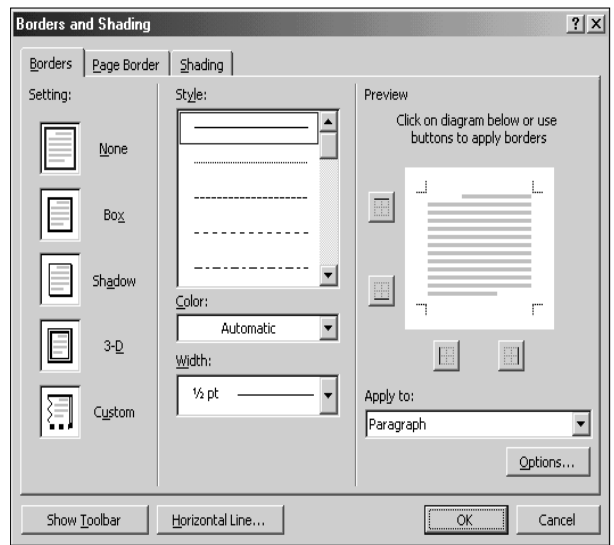 Borders and Shading
Borders
Page Border
Shading
Setting:
None
Box
Shadow
3-D
Custom
Style:
Color:
Automatic
Width:
½ pt
Preview
Click on diagram below or use
buttons to apply borders
Apply to:
Paragraph
Options...
Show Toolbar
Horizontal Line...
OK
Cancel